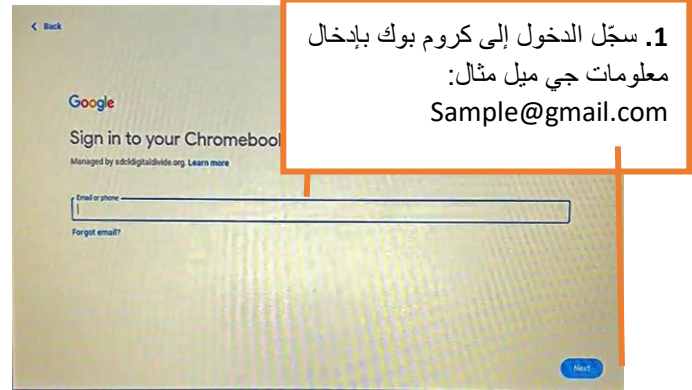 Back
1. سجّل الدخول إلى كروم بوك بإدخال
معلومات جي ميل مثال:
Sample@gmail.com
Google
Sign in to your Chromebook
Managed by sdcldigitaldivide.org. Learn more
Email or phone
Forgot email?
Next